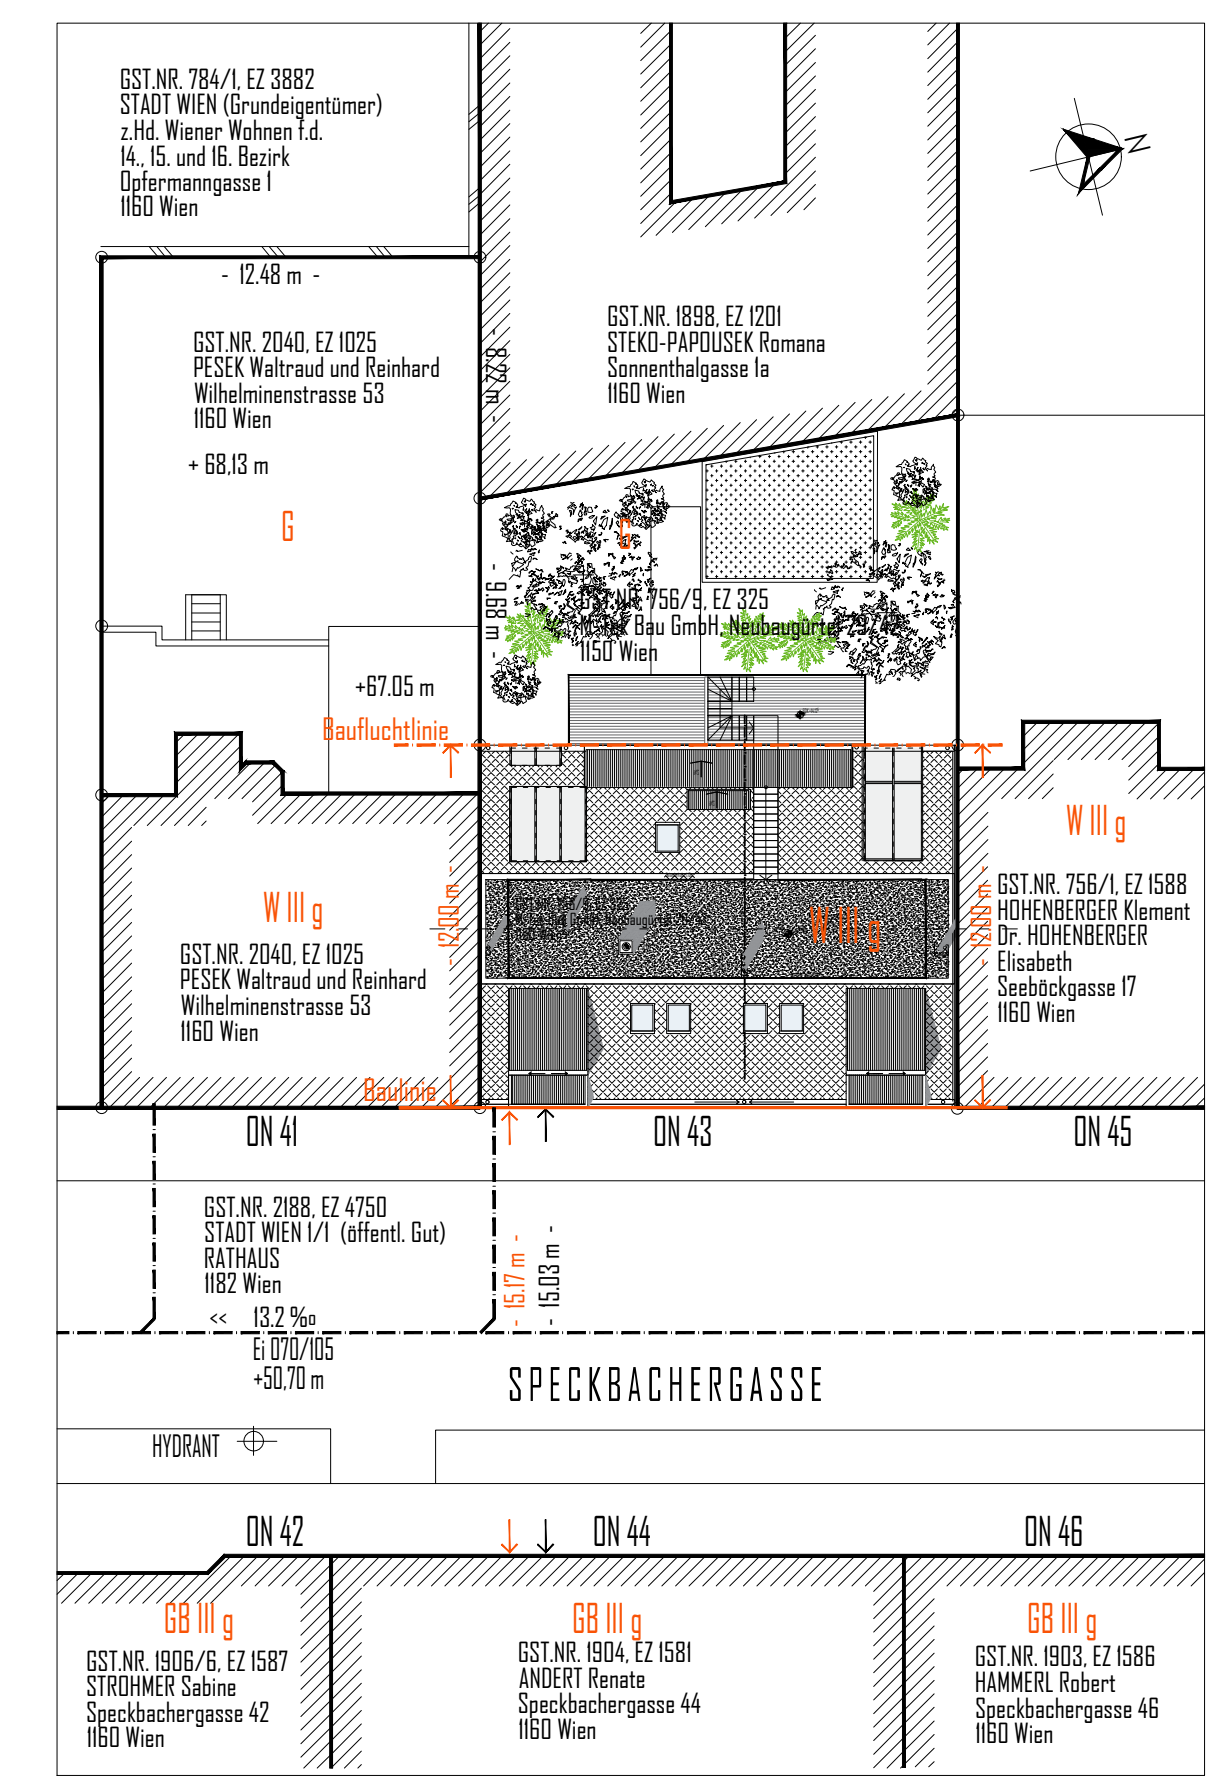 GST.NR. 784/1, EZ 3882
STADT WIEN (Grundeigentümer)
z.Hd. Wiener Wohnen f.d.
14., 15. und 16. Bezirk
Opfermanngasse 1
1160 Wien
N
- 12.48 m -
GST.NR. 2040, EZ 1025
PESEK Waltraud und Reinhard
Wilhelminenstrasse 53
1160 Wien
+ 68,13 m
G
- 8.22 m -
GST.NR. 1898, EZ 1201
STEKO-PAPOUSEK Romana
Sonnenthalgasse 1a
1160 Wien
G
- 9.68 m -
756/9, EZ 325
Bau GmbH, Neubaugürtel
1150 Wien
+67.05 m
Baufluchtlinie
W III g
GST.NR. 2040, EZ 1025
PESEK Waltraud und Reinhard
Wilhelminenstrasse 53
1160 Wien
- 12.00 m -
W III g
- 12.00 m -
W III g
GST.NR. 756/1, EZ 1588
HOHENBERGER Klement
Dr. HOHENBERGER
Elisabeth
Seeböckgasse 17
1160 Wien
Baulinie
ON 41
ON 43
ON 45
GST.NR. 2188, EZ 4750
STADT WIEN 1/1 (öffentl. Gut)
RATHAUS
1182 Wien
<< 13.2 %o
Ei 070/105
+50,70 m
- 15.17 m -
- 15.03 m -
SPECKBACHERGASSE
HYDRANT
ON 42
ON 44
ON 46
GB III g
GST.NR. 1906/6, EZ 1587
STROHMER Sabine
Speckbachergasse 42
1160 Wien
GB III g
GST.NR. 1904, EZ 1581
ANDERT Renate
Speckbachergasse 44
1160 Wien
GB III g
GST.NR. 1903, EZ 1586
HAMMERL Robert
Speckbachergasse 46
1160 Wien